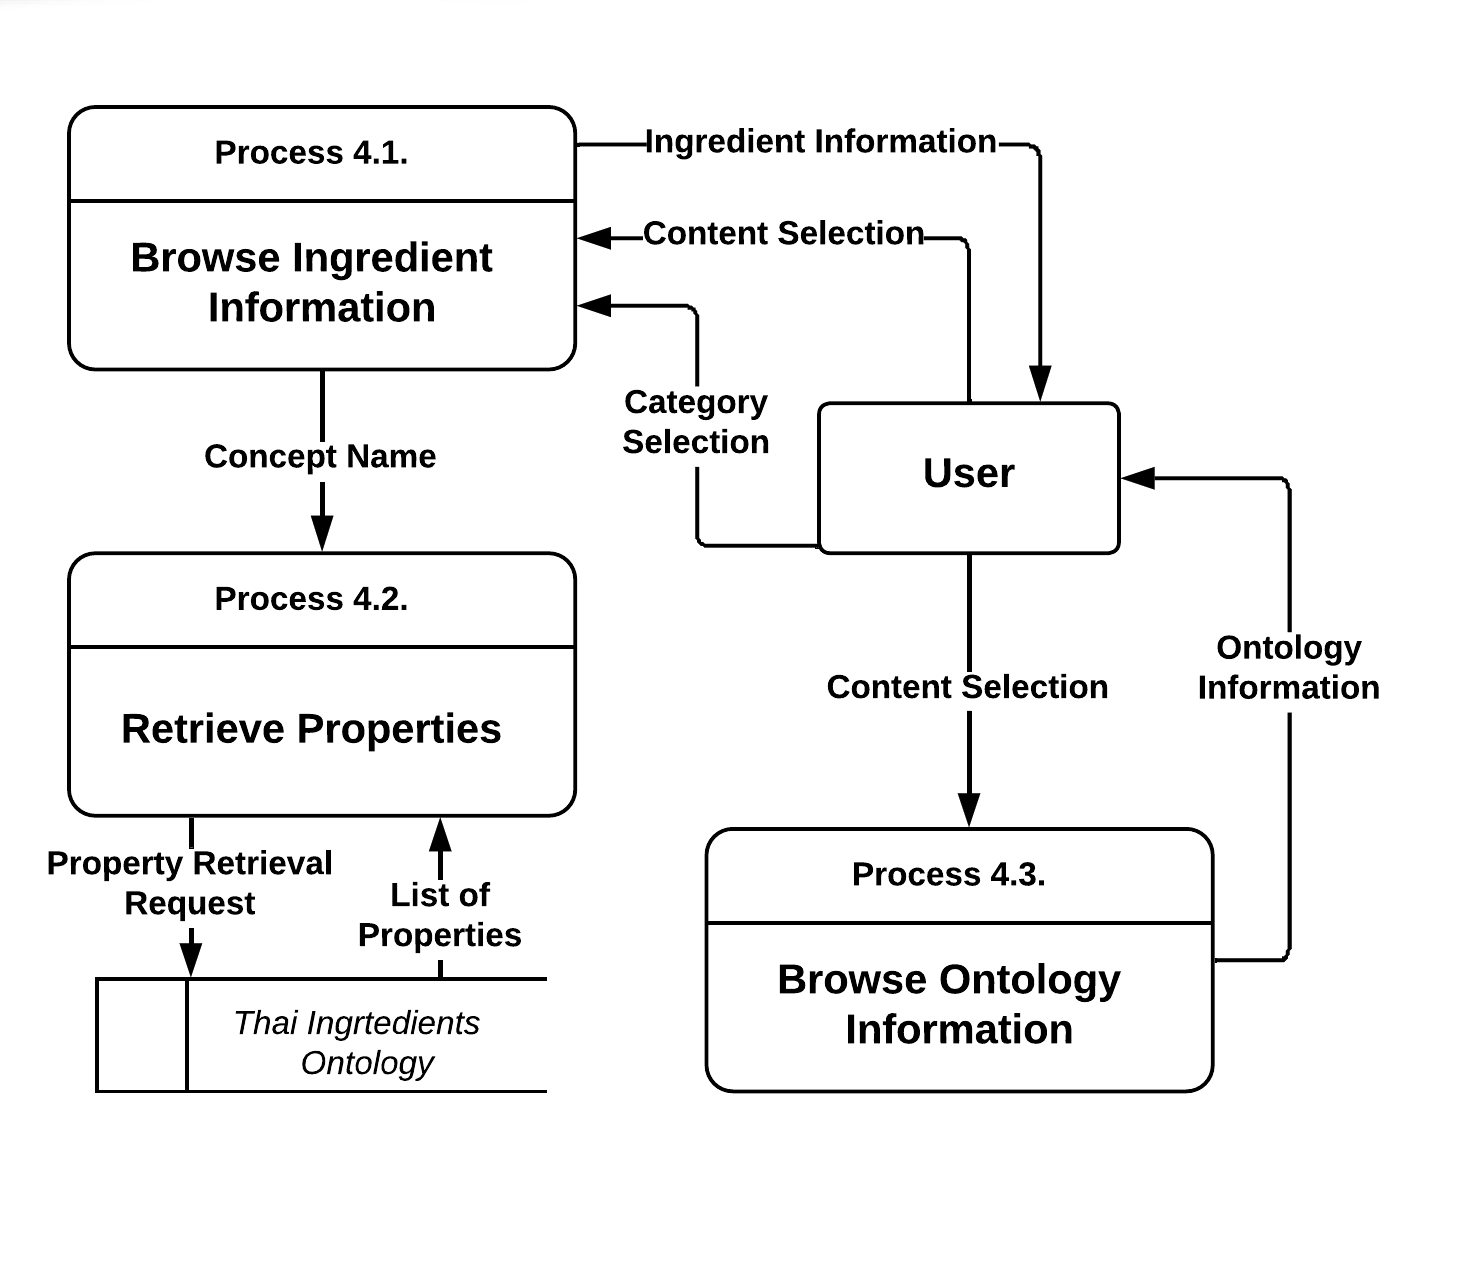 Process 4.1.
Browse Ingredient
Information
Ingredient Information
Content Selection
Category
Selection
Concept Name
User
Process 4.2.
Retrieve Properties
Content Selection
Ontology
Information
Property Retrieval
Request
List of
Properties
Thai Ingrtedients
Ontology
Process 4.3.
Browse Ontology
Information